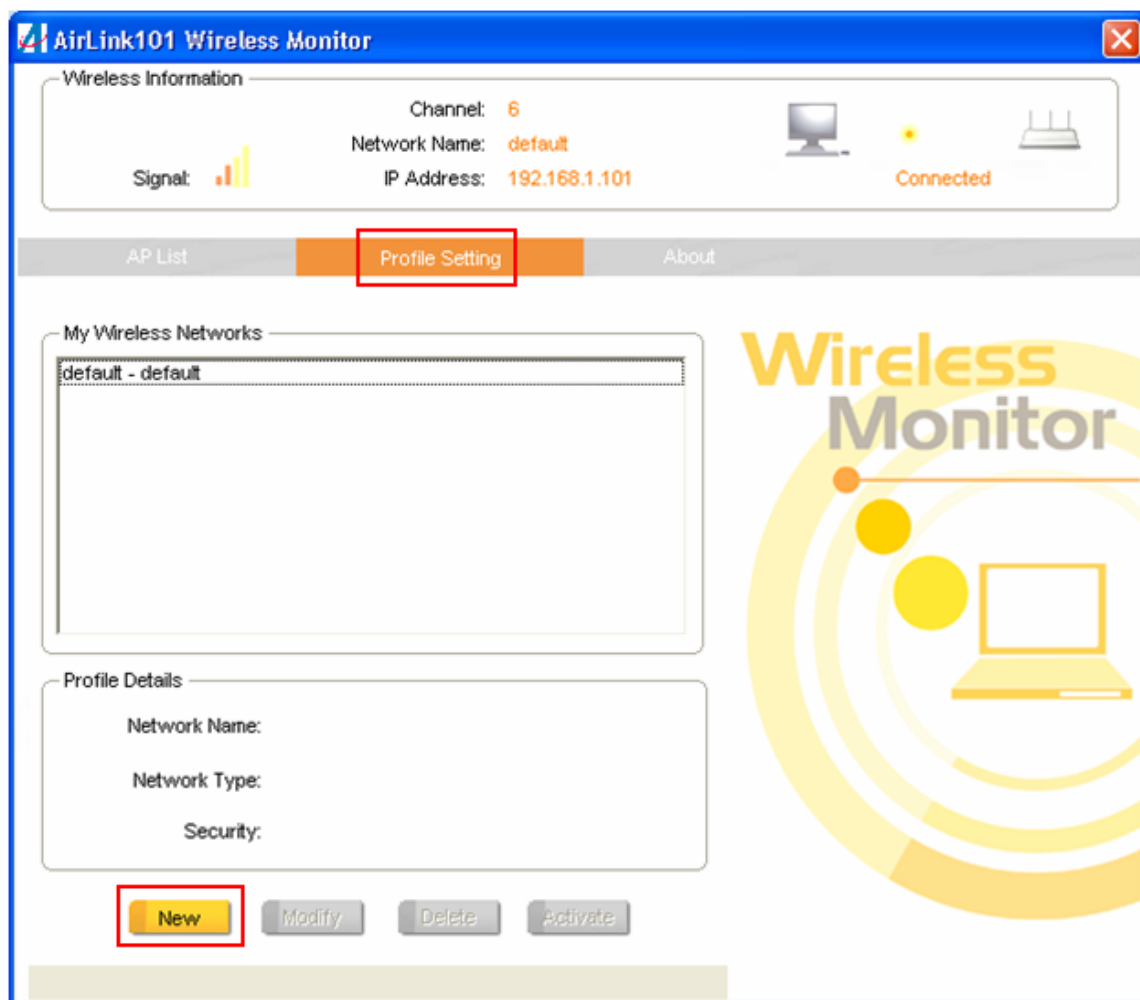 AirLink101 Wireless Monitor
Wireless Information
Channel: 6
Network Name: default
Signal: IP Address: 192.168.1.101 Connected
AP List Profile Setting About
My Wireless Networks
default - default
Wireless
Monitor
Profile Details
Network Name:
Network Type:
Security:
New Modify Delete Activate